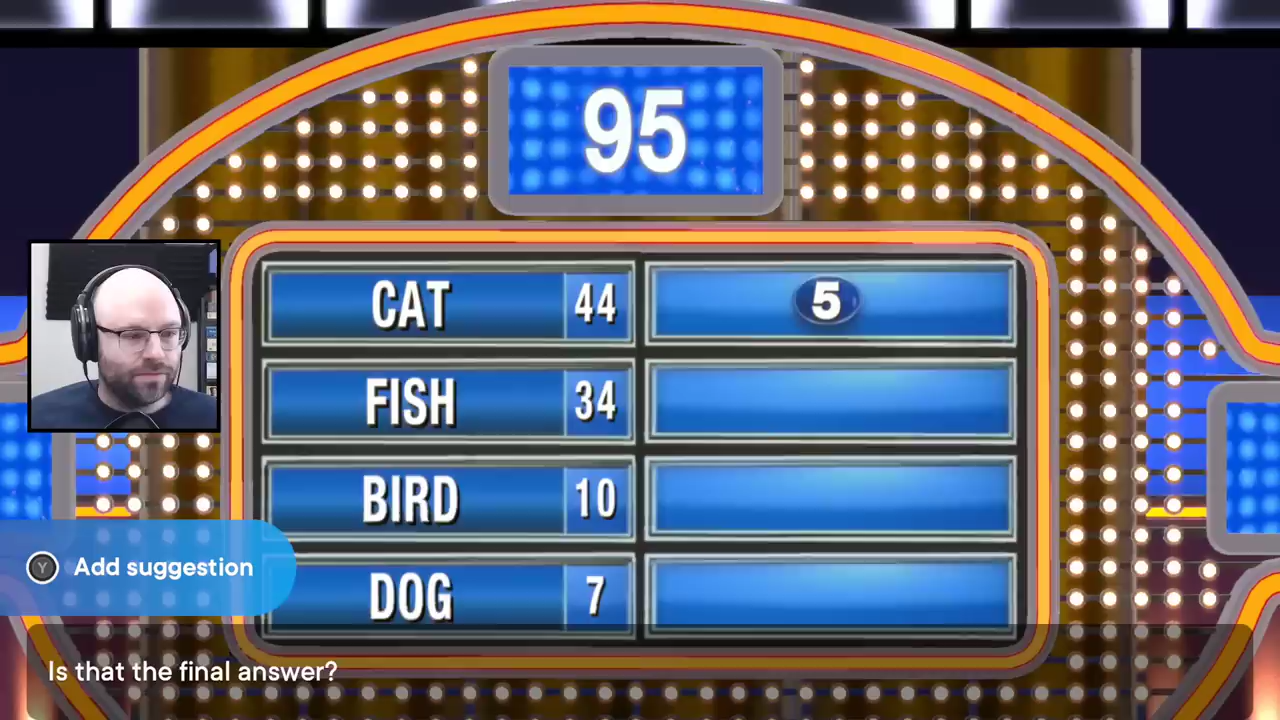 95
CAT 44
5
FISH 34
BIRD 10
DOG 7
Y Add suggestion
Is that the final answer?